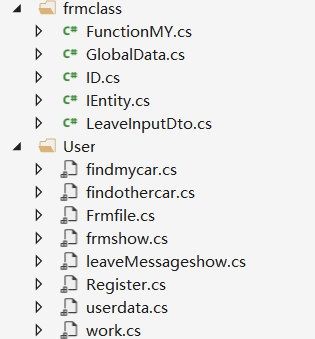 frmclass
C# FunctionMY.cs
C# GlobalData.cs
C# ID.cs
C# IEntity.cs
C# LeaveInputDto.cs
User
findmycar.cs
findothercar.cs
Frmfile.cs
frmshow.cs
leaveMessageshow.cs
Register.cs
userdata.cs
work.cs